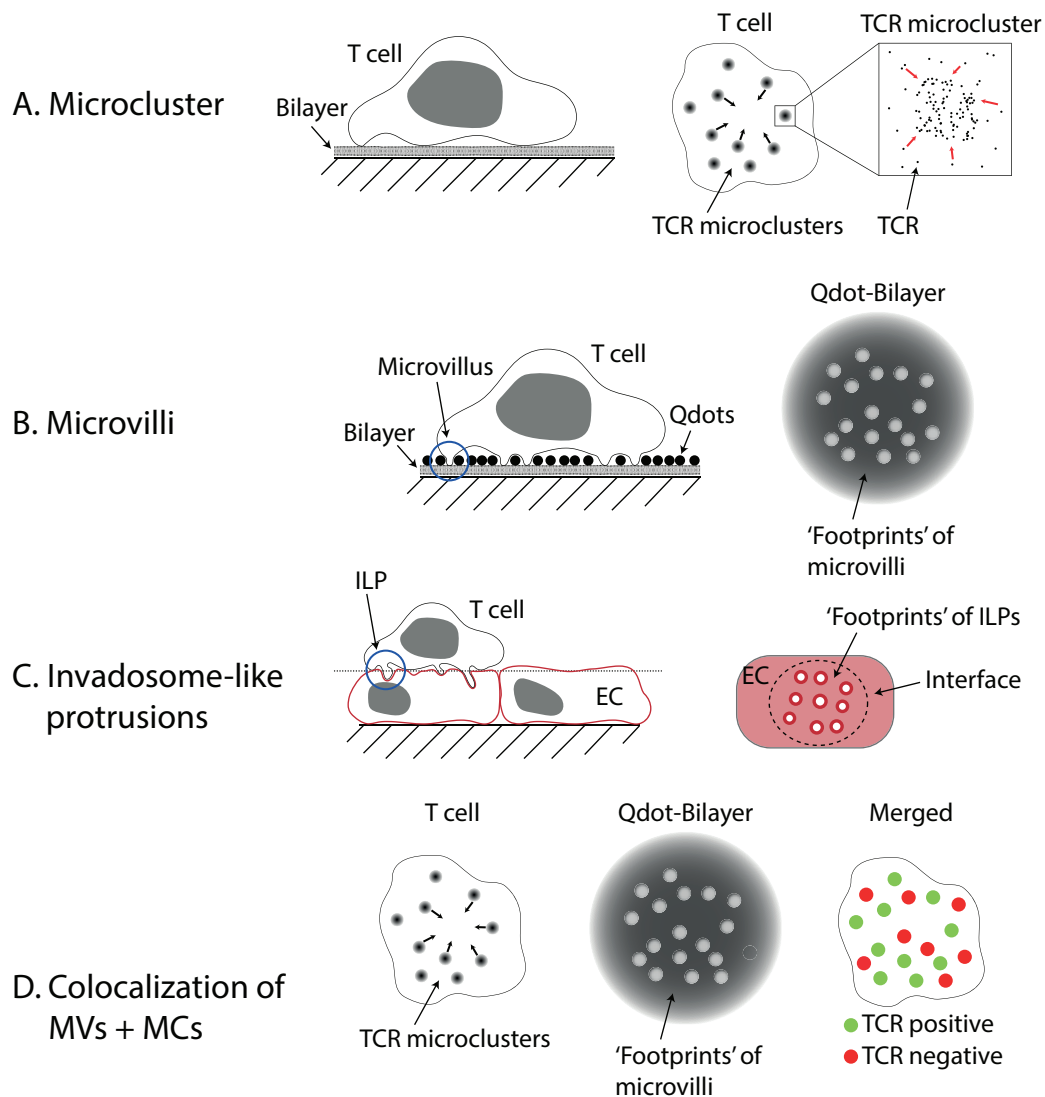 A. Microcluster
T cell
Bilayer
T cell
TCR microcluster
TCR microclusters
TCR
B. Microvilli
Microvillus
T cell
Bilayer
Qdots
Qdot-Bilayer
‘Footprints’ of
microvilli
C. Invadosome-like
protrusions
ILP
T cell
EC
EC
‘Footprints’ of ILPs
Interface
D. Colocalization of
MVs + MCs
T cell
TCR microclusters
Qdot-Bilayer
‘Footprints’ of
microvilli
Merged
TCR positive
TCR negative